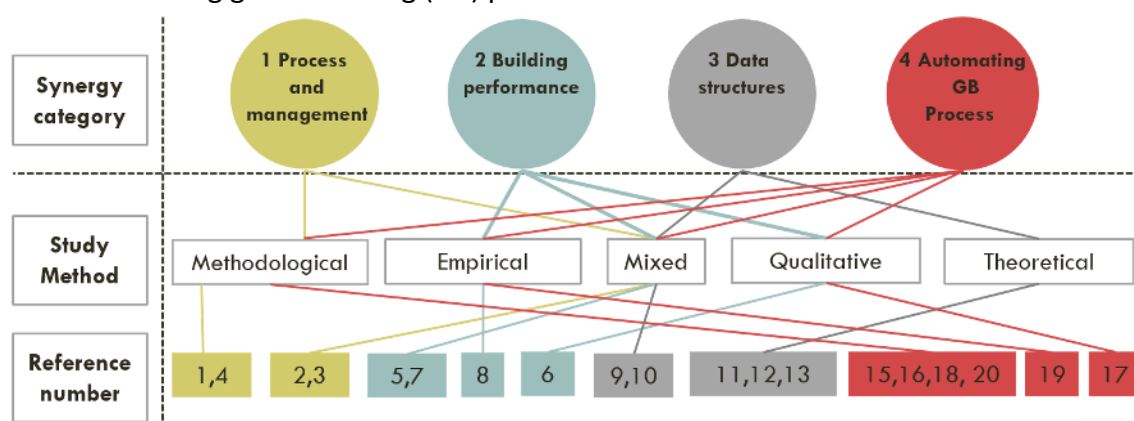 1 Process
and
management
2 Building
performance
3 Data
structures
4 Automating
GB
Process
Synergy
category
Study
Method
Methodological
Empirical
Mixed
Qualitative
Theoretical
Reference
number
1,4
2,3
5,7
8
6
9,10
11,12,13
15,16,18, 20
19
17